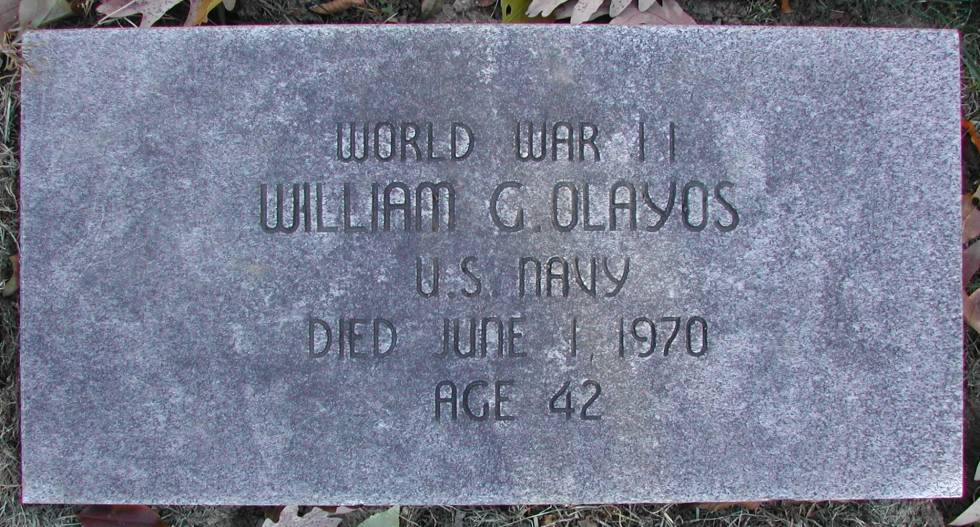 WORLD WAR II
WILLIAM G. OLAYOS
U.S. NAVY
DIED JUNE 1, 1970
AGE 42